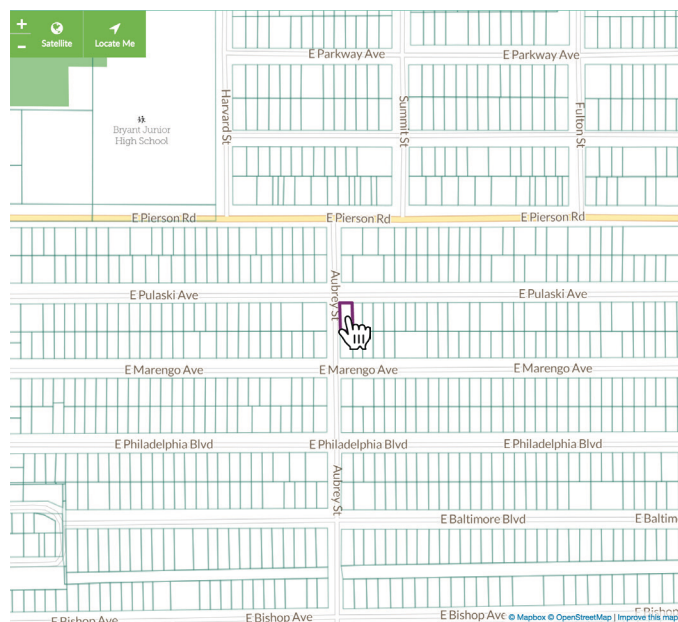 +
−
Satellite
Locate Me
E Parkway Ave
E Parkway Ave
Harvard St
Summit St
Fulton St
Bryant Junior
High School
E Pierson Rd
E Pierson Rd
E Pierson Rd
Aubrey St
E Pulaski Ave
E Pulaski Ave
E Marengo Ave
E Marengo Ave
E Marengo Ave
E Philadelphia Blvd
E Philadelphia Blvd
E Philadelphia Blvd
Aubrey St
E Baltimore Blvd
E Baltim
E Bishop Ave
E Bishop Ave
E Bishop Ave
E Bishop
© Mapbox © OpenStreetMap | Improve this map